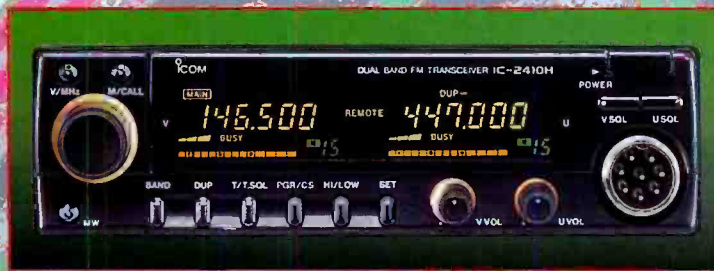 ICOM
DUAL BAND FM TRANSCEIVER IC-2410H
V/MHz M/CALL
POWER
MAIN
DUP -
V 146.500 REMOTE 447.000 U
V SQL U SQL
BUSY BUSY
15 15
BAND DUP T/T.SQL PGR/CS HI/LOW SET
MW
V VOL U VOL